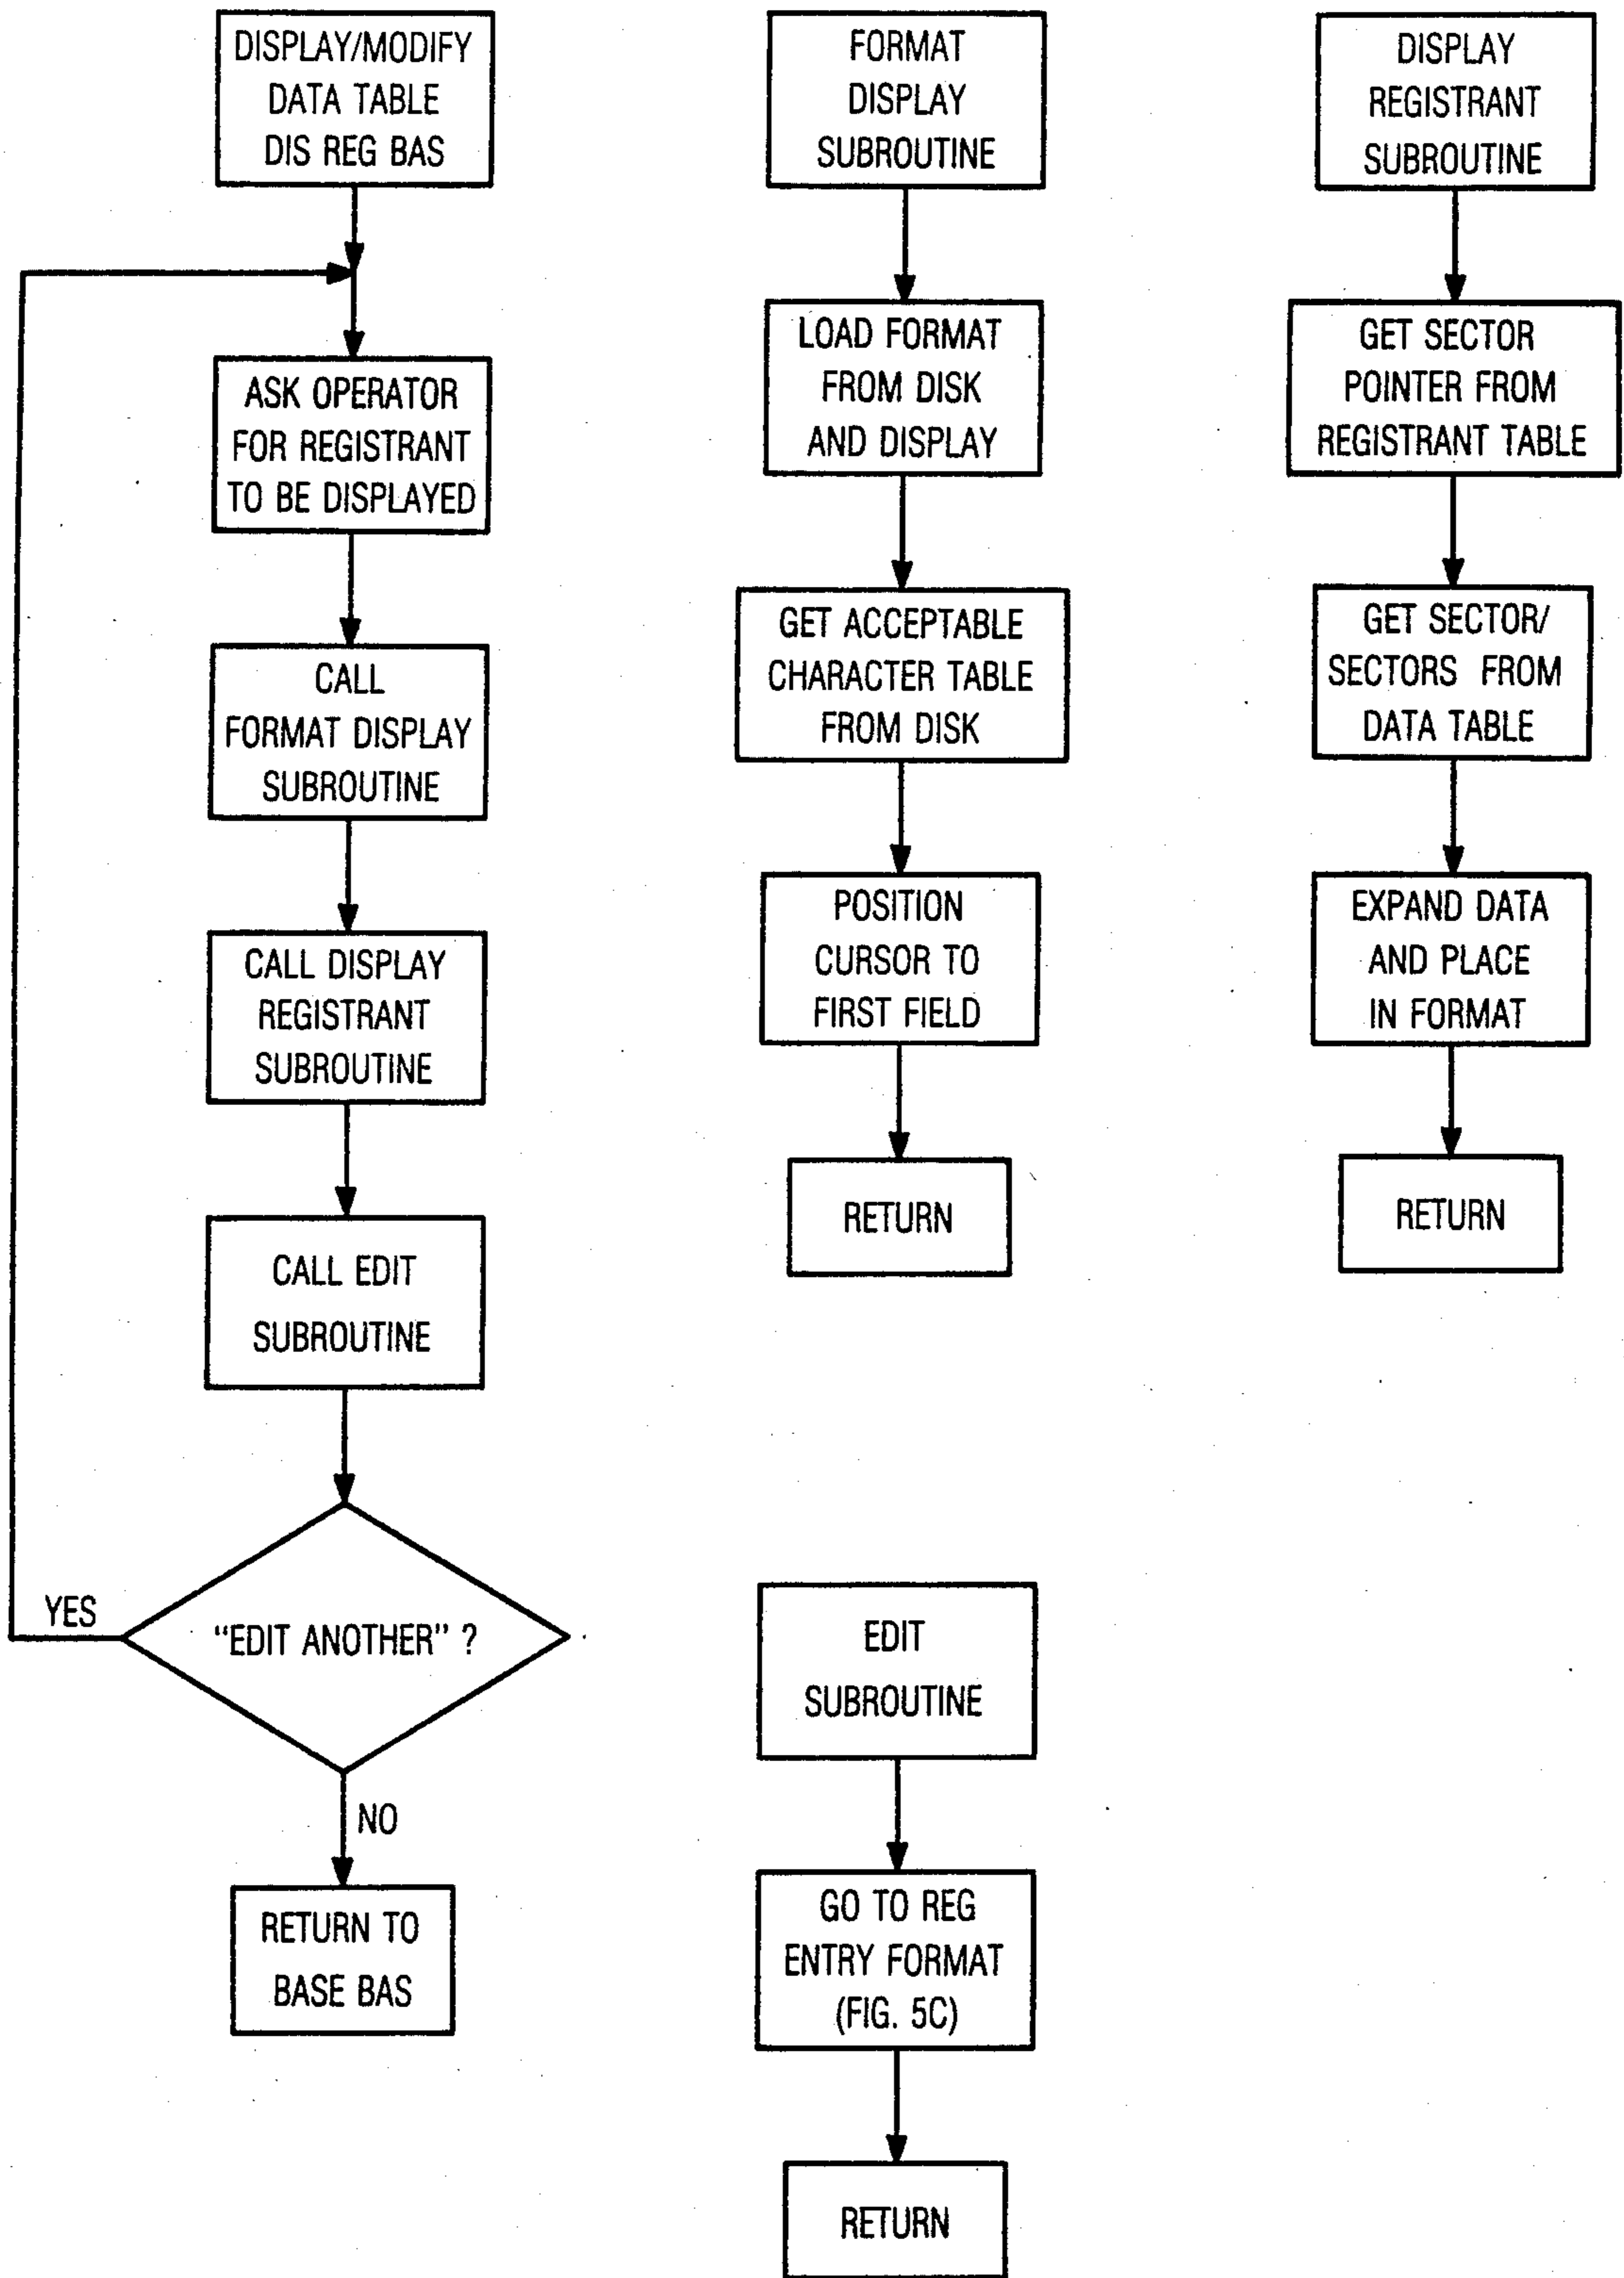 DISPLAY/MODIFY
DATA TABLE
DIS REG BAS
ASK OPERATOR
FOR REGISTRANT
TO BE DISPLAYED
CALL
FORMAT DISPLAY
SUBROUTINE
CALL DISPLAY
REGISTRANT
SUBROUTINE
CALL EDIT
SUBROUTINE
YES
“EDIT ANOTHER” ?
NO
RETURN TO
BASE BAS
FORMAT
DISPLAY
SUBROUTINE
LOAD FORMAT
FROM DISK
AND DISPLAY
GET ACCEPTABLE
CHARACTER TABLE
FROM DISK
POSITION
CURSOR TO
FIRST FIELD
RETURN
DISPLAY
REGISTRANT
SUBROUTINE
GET SECTOR
POINTER FROM
REGISTRANT TABLE
GET SECTOR/
SECTORS FROM
DATA TABLE
EXPAND DATA
AND PLACE
IN FORMAT
RETURN
EDIT
SUBROUTINE
GO TO REG
ENTRY FORMAT
(FIG. 5C)
RETURN